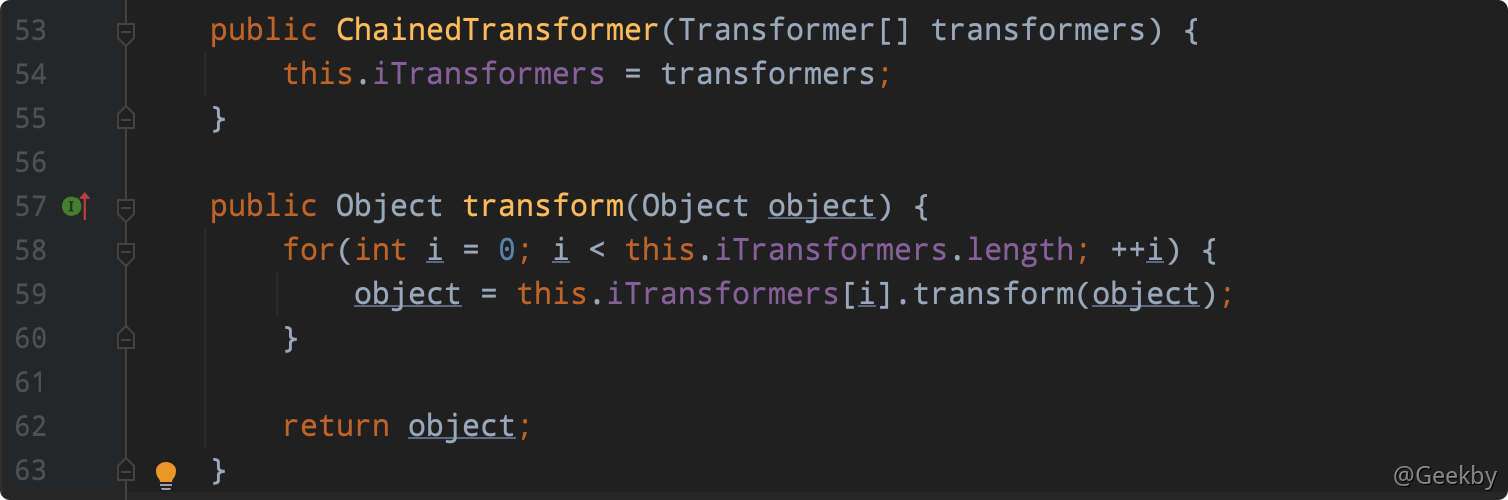 53 public ChainedTransformer(Transformer[] transformers) {
54 this.iTransformers = transformers;
55 }
56
57 public Object transform(Object object) {
58 for(int i = 0; i < this.iTransformers.length; ++i) {
59 object = this.iTransformers[i].transform(object);
60 }
61
62 return object;
63 }
@Geekby